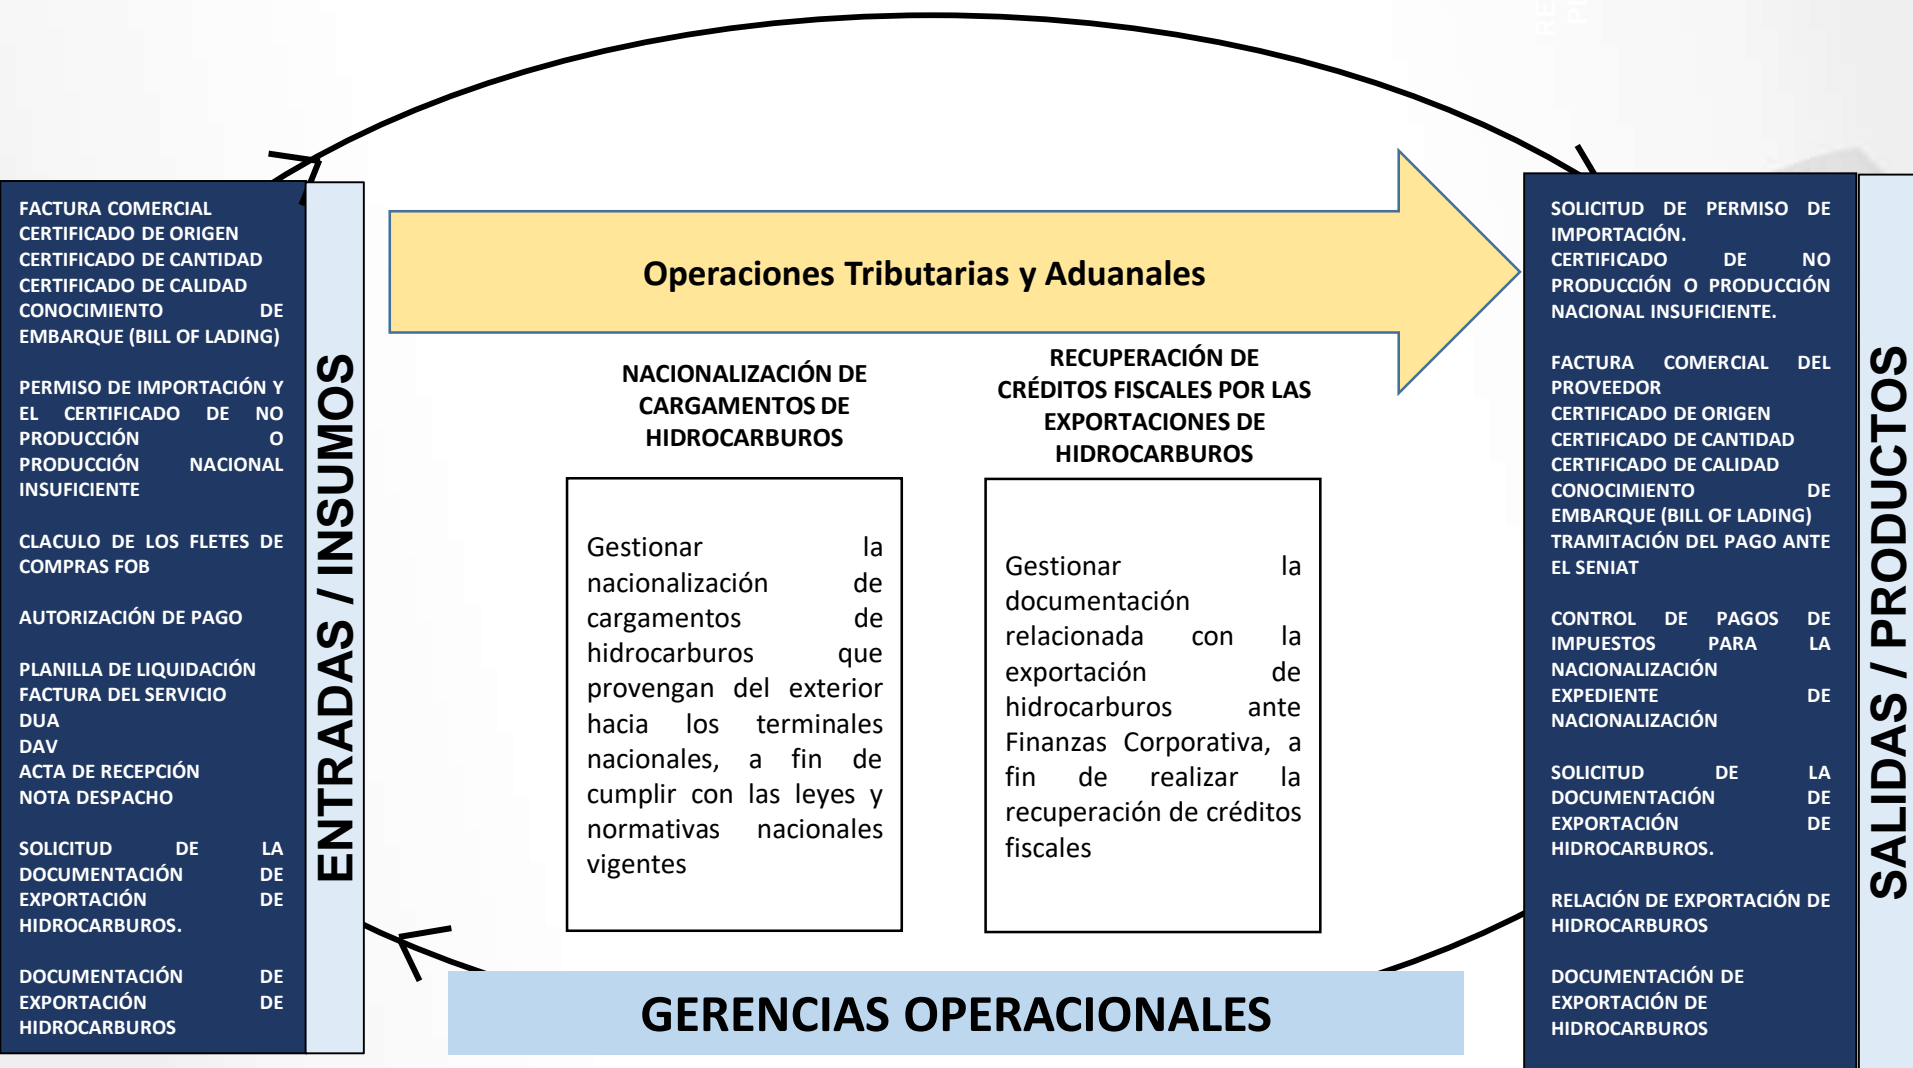 FACTURA COMERCIAL
CERTIFICADO DE ORIGEN
CERTIFICADO DE CANTIDAD
CERTIFICADO DE CALIDAD
CONOCIMIENTO DE
EMBARQUE (BILL OF LADING)
PERMISO DE IMPORTACIÓN Y
EL CERTIFICADO DE NO
PRODUCCIÓN O
PRODUCCIÓN NACIONAL
INSUFICIENTE
CLACULO DE LOS FLETES DE
COMPRAS FOB
AUTORIZACIÓN DE PAGO
PLANILLA DE LIQUIDACIÓN
FACTURA DEL SERVICIO
DUA
DAV
ACTA DE RECEPCIÓN
NOTA DESPACHO
SOLICITUD DE LA
DOCUMENTACIÓN DE
EXPORTACIÓN DE
HIDROCARBUROS.
DOCUMENTACIÓN DE
EXPORTACIÓN DE
HIDROCARBUROS
ENTRADAS / INSUMOS
Operaciones Tributarias y Aduanales
NACIONALIZACIÓN DE
CARGAMENTOS DE
HIDROCARBUROS
Gestionar la
nacionalización de
cargamentos de
hidrocarburos que
provengan del exterior
hacia los terminales
nacionales, a fin de
cumplir con las leyes y
normativas nacionales
vigentes
RECUPERACIÓN DE
CRÉDITOS FISCALES POR LAS
EXPORTACIONES DE
HIDROCARBUROS
Gestionar la
documentación
relacionada con la
exportación de
hidrocarburos ante
Finanzas Corporativa, a
fin de realizar la
recuperación de créditos
fiscales
GERENCIAS OPERACIONALES
SOLICITUD DE PERMISO DE
IMPORTACIÓN.
CERTIFICADO DE NO
PRODUCCIÓN O PRODUCCIÓN
NACIONAL INSUFICIENTE.
FACTURA COMERCIAL DEL
PROVEEDOR
CERTIFICADO DE ORIGEN
CERTIFICADO DE CANTIDAD
CERTIFICADO DE CALIDAD
CONOCIMIENTO DE
EMBARQUE (BILL OF LADING)
TRAMITACIÓN DEL PAGO ANTE
EL SENIAT
CONTROL DE PAGOS DE
IMPUESTOS PARA LA
NACIONALIZACIÓN
EXPEDIENTE DE
NACIONALIZACIÓN
SOLICITUD DE LA
DOCUMENTACIÓN DE
EXPORTACIÓN DE
HIDROCARBUROS.
RELACIÓN DE EXPORTACIÓN DE
HIDROCARBUROS
DOCUMENTACIÓN DE
EXPORTACIÓN DE
HIDROCARBUROS
SALIDAS / PRODUCTOS